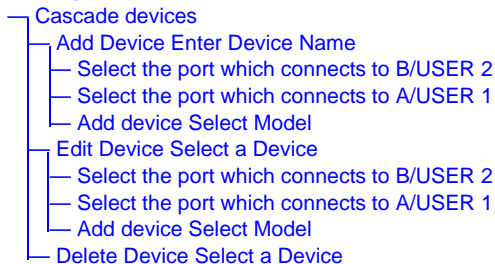 Cascade devices
Add Device Enter Device Name
Select the port which connects to B/USER 2
Select the port which connects to A/USER 1
Add device Select Model
Edit Device Select a Device
Select the port which connects to B/USER 2
Select the port which connects to A/USER 1
Add device Select Model
Delete Device Select a Device